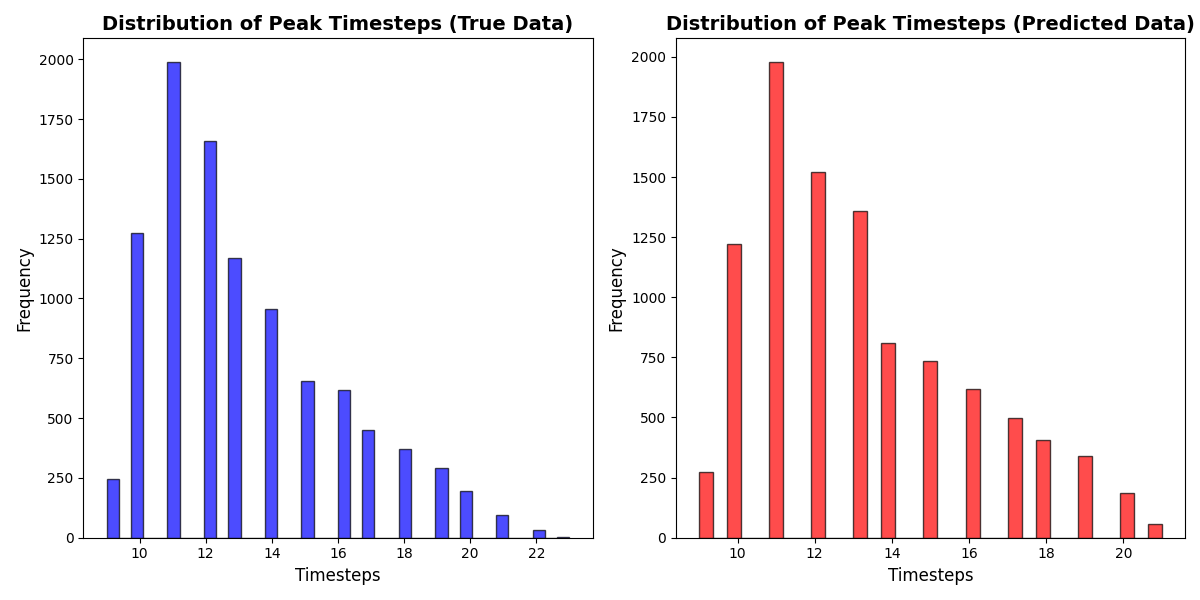 Distribution of Peak Timesteps (True Data)
2000
1750
1500
1250
1000
750
500
250
0
Frequency
10 12 14 16 18 20 22
Timesteps
Distribution of Peak Timesteps (Predicted Data)
2000
1750
1500
1250
1000
750
500
250
0
Frequency
10 12 14 16 18 20
Timesteps